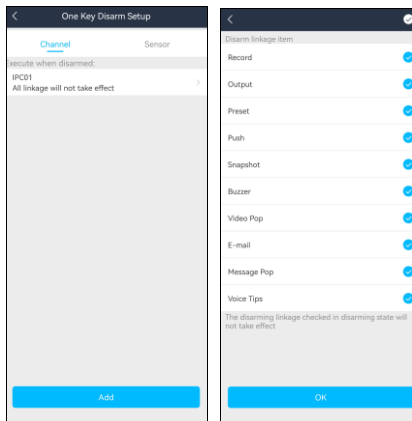 One Key Disarm Setup
Channel
Sensor
Execute when disarmed:
IPC01
All linkage will not take effect
Add
Disarm linkage item
Record
Output
Preset
Push
Snapshot
Buzzer
Video Pop
E-mail
Message Pop
Voice Tips
The disarming linkage checked in disarming state will
not take effect
OK